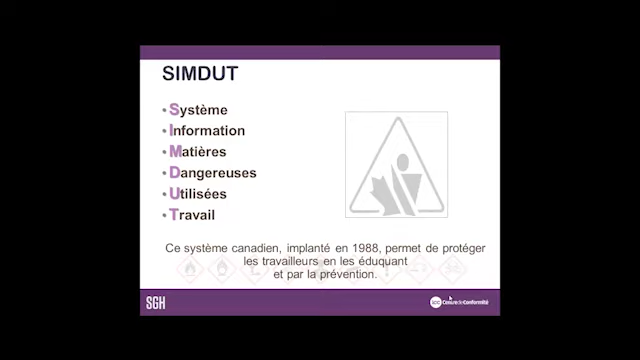 SIMDUT
• Système
• Information
• Matières
• Dangereuses
• Utilisées
• Travail
Ce système canadien, implanté en 1988, permet de protéger
les travailleurs en les éduquant
et par la prévention.
SGH
Conformité